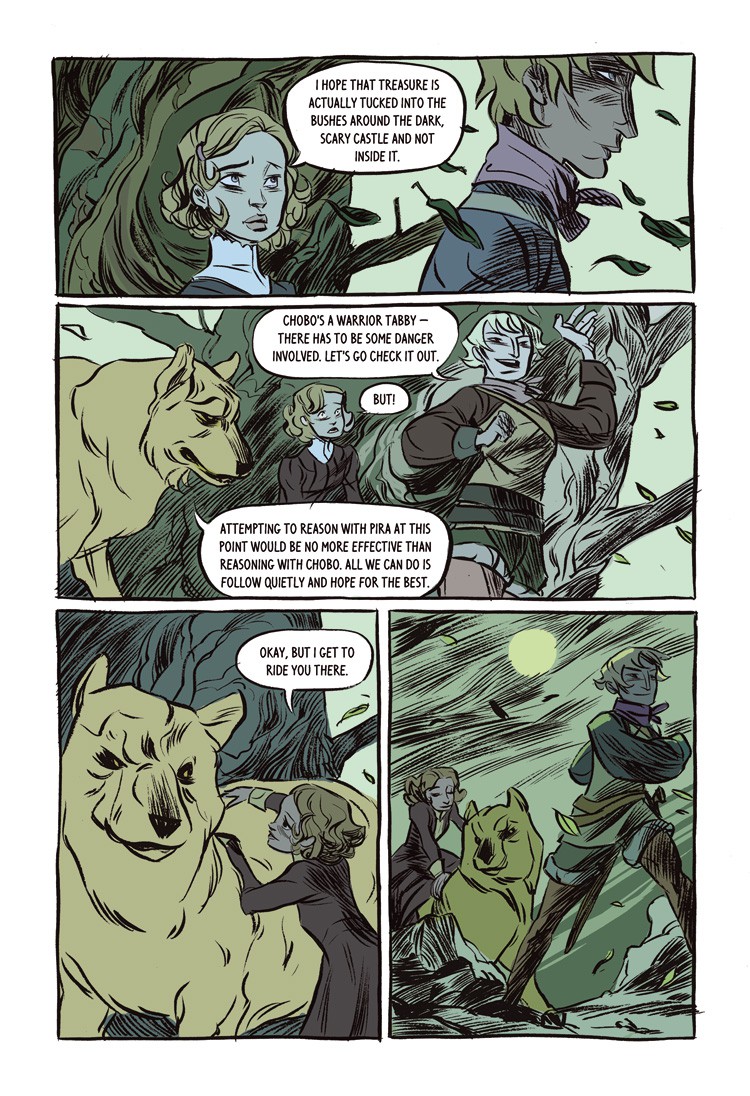 I HOPE THAT TREASURE IS
ACTUALLY TUCKED INTO THE
BUSHES AROUND THE DARK,
SCARY CASTLE AND NOT
INSIDE IT.
CHOBO'S A WARRIOR TABBY –
THERE HAS TO BE SOME DANGER
INVOLVED. LET'S GO CHECK IT OUT.
BUT!
ATTEMPTING TO REASON WITH PIRA AT THIS
POINT WOULD BE NO MORE EFFECTIVE THAN
REASONING WITH CHOBO. ALL WE CAN DO IS
FOLLOW QUIETLY AND HOPE FOR THE BEST.
OKAY, BUT I GET TO
RIDE YOU THERE.